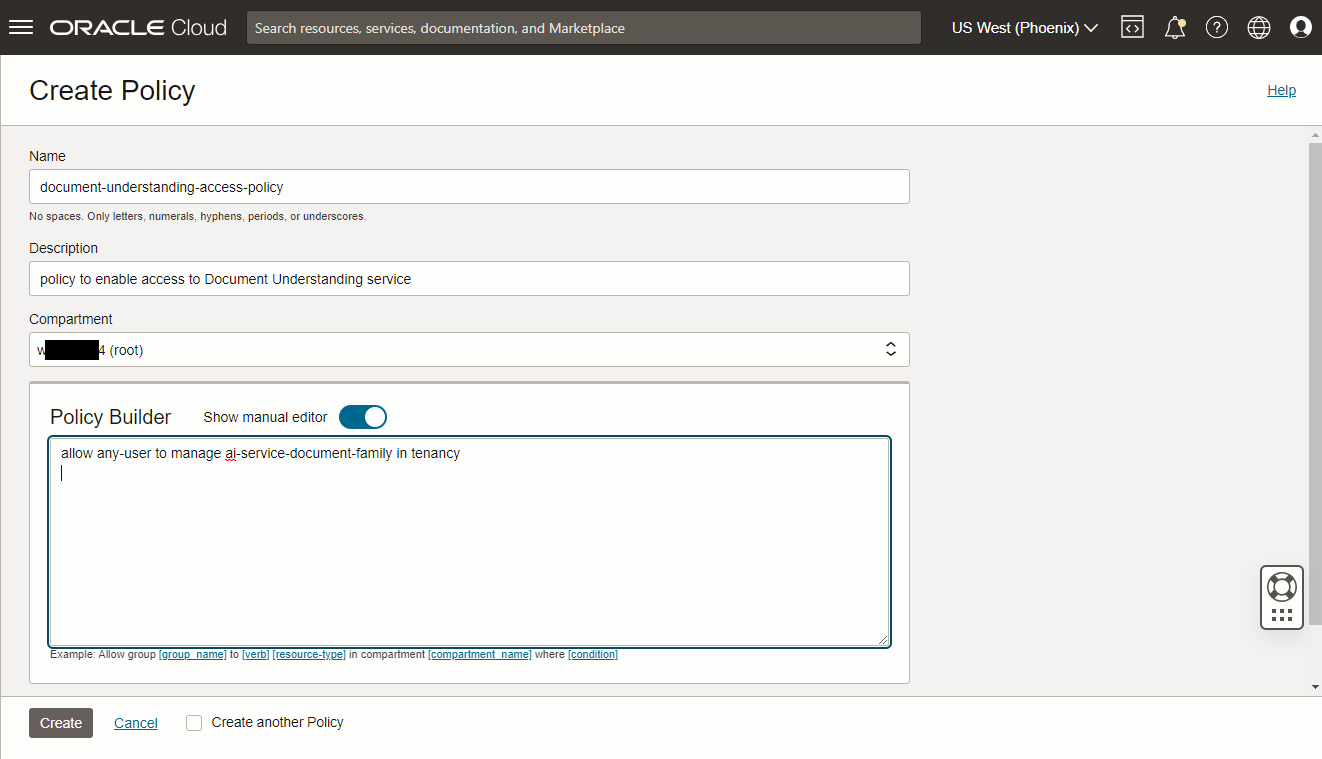 ORACLE Cloud
Search resources, services, documentation, and Marketplace
US West (Phoenix)
Create Policy
Help
Name
document-understanding-access-policy
No spaces. Only letters, numerals, hyphens, periods, or underscores.
Description
policy to enable access to Document Understanding service
Compartment
w 4 (root)
Policy Builder
Show manual editor
allow any-user to manage ai-service-document-family in tenancy
Example: Allow group [group_name] to [verb] [resource-type] in compartment [compartment_name] where [condition]
Create
Cancel
Create another Policy